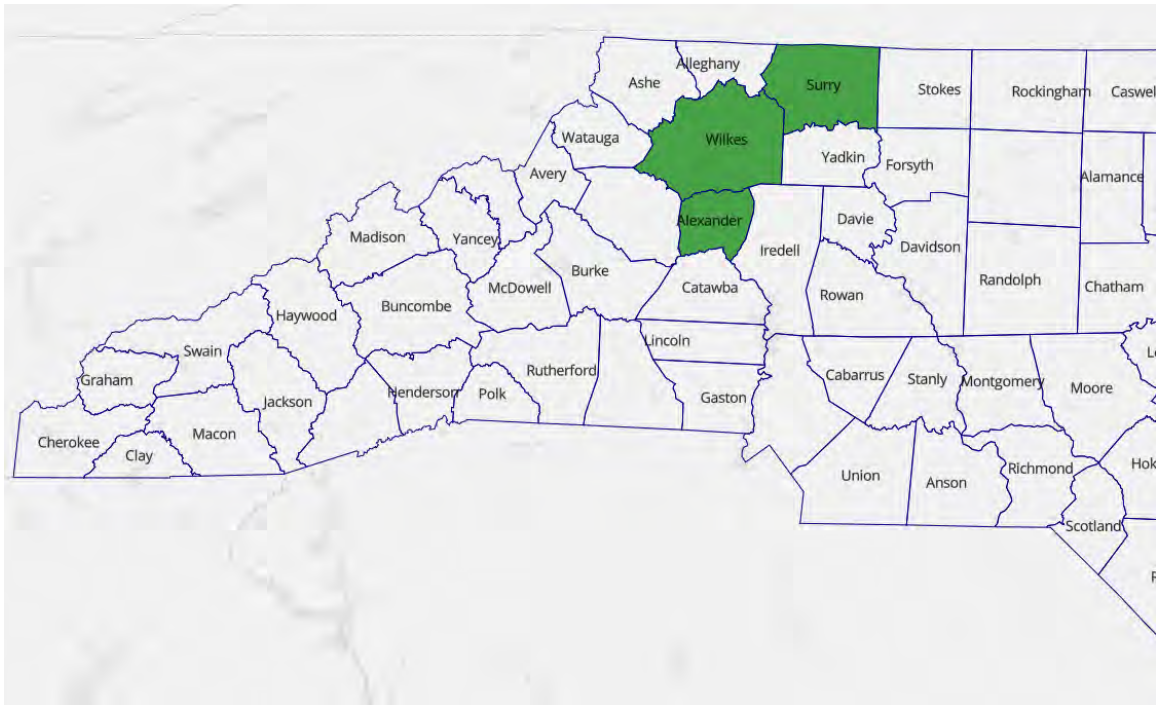 Alleghany
Ashe
Surry
Stokes
Rockingham
Caswel
Watauga
Wilkes
Yadkin
Forsyth
Avery
Alamance
Alexander
Davie
Madison
Yancey
Iredell
Davidson
Burke
McDowell
Catawba
Randolph
Chatham
Rowan
Buncombe
Haywood
Swain
Lincoln
Graham
Rutherford
Cabarrus
Stanly
Montgomery
Moore
Henderson
Polk
Gaston
Jackson
Cherokee
Macon
Clay
Union
Anson
Richmond
Hok
Scotland